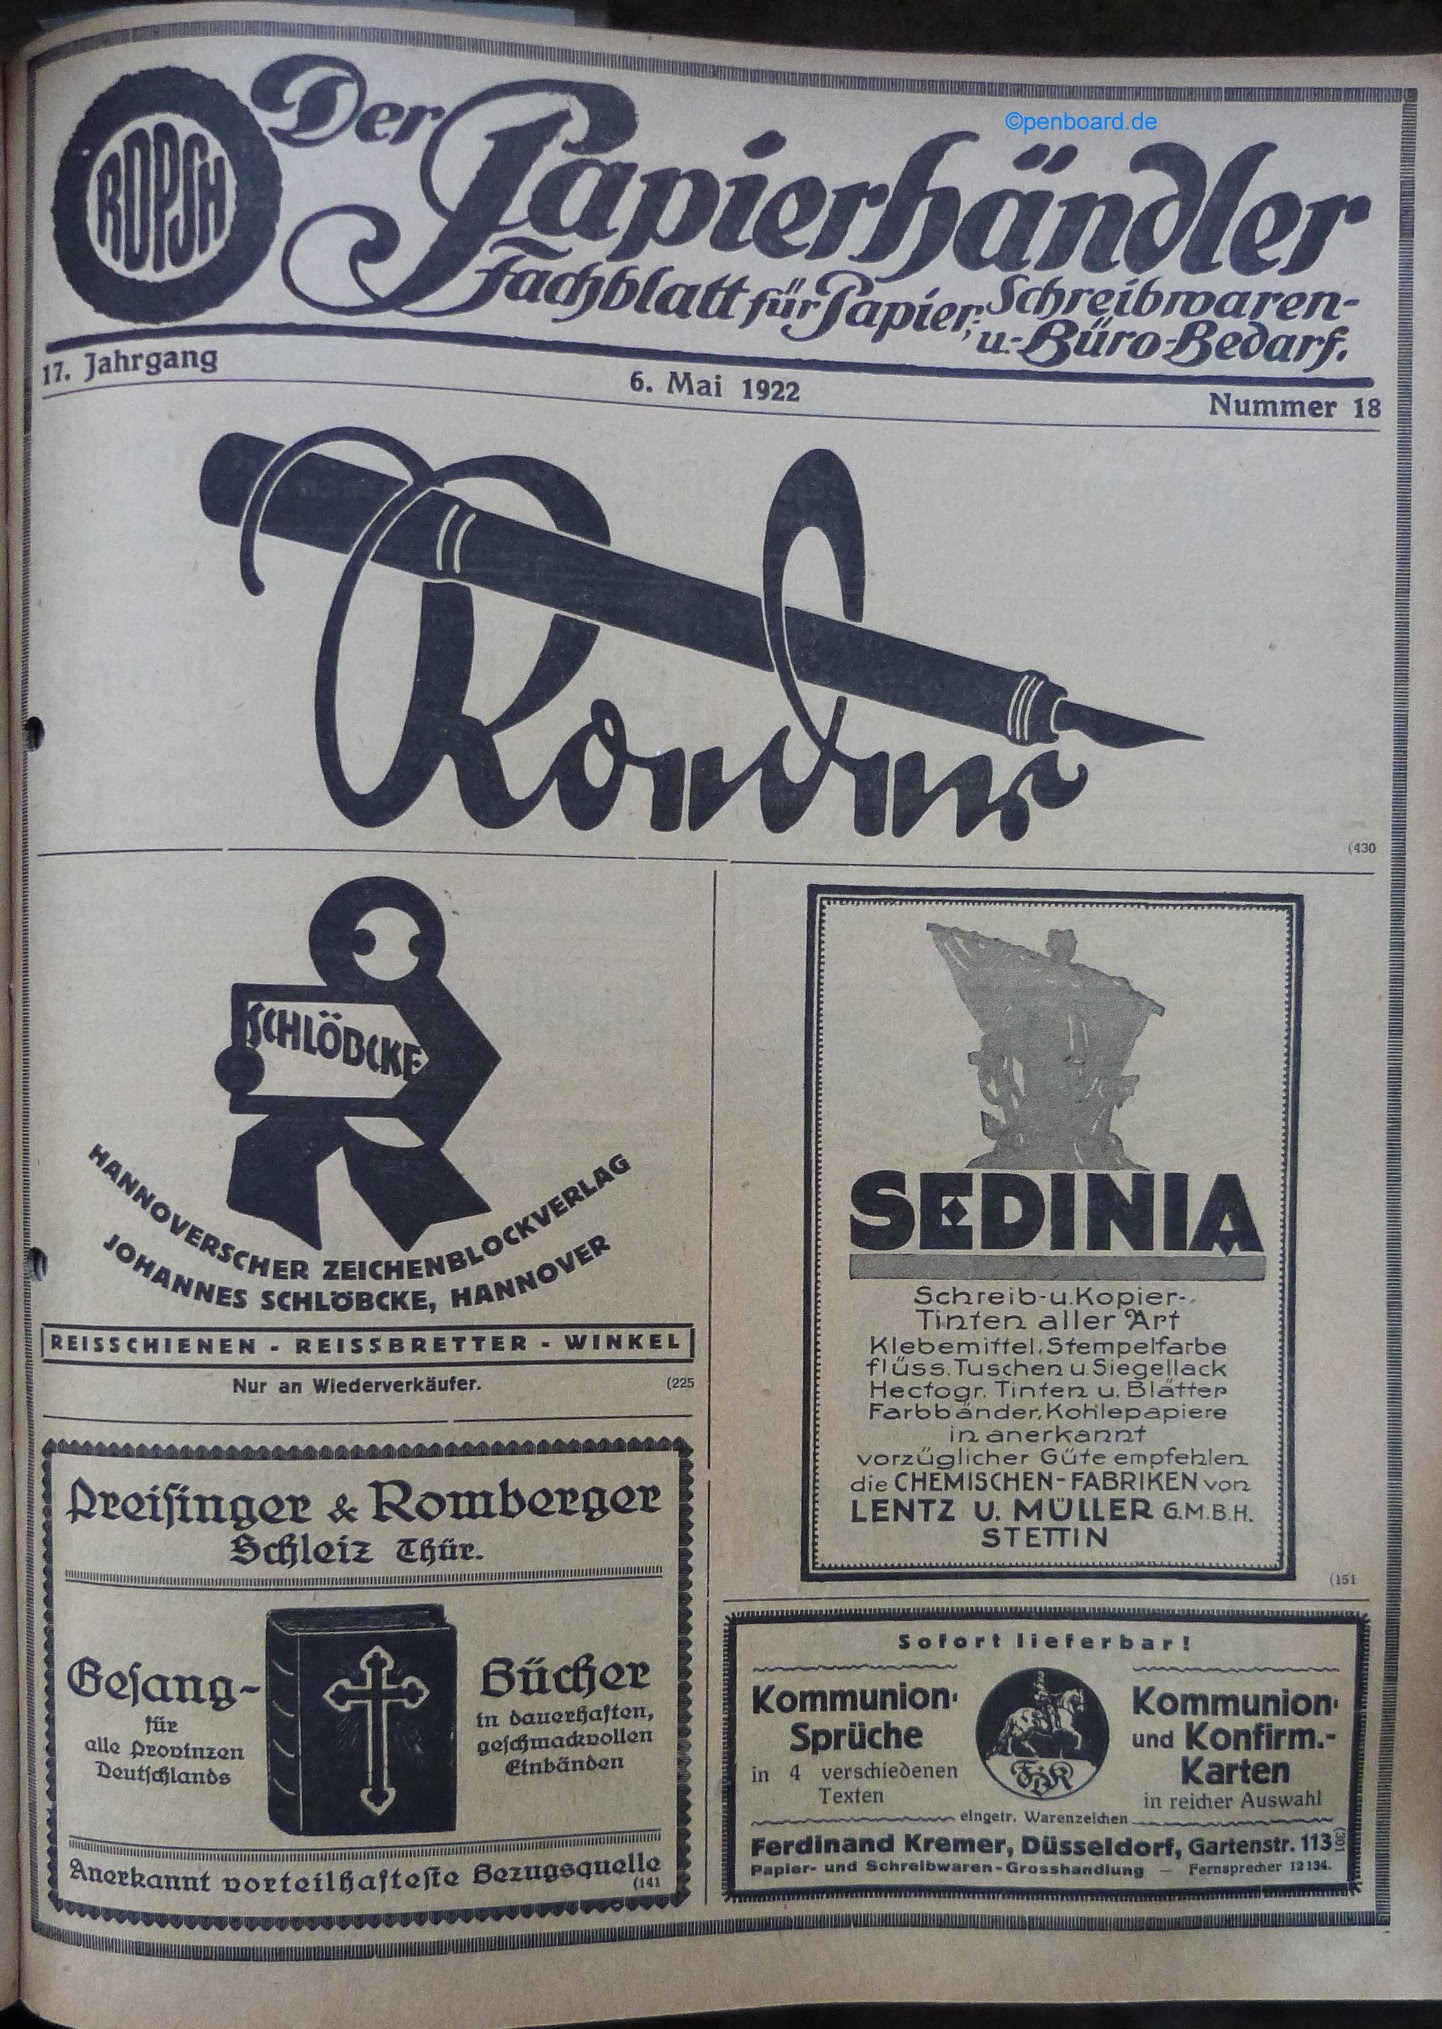 ©penboard.de
ROPSH
Der Papierhändler
Fachblatt für Papier-, Schreibwaren-
u.-Büro-Bedarf.
17. Jahrgang
6. Mai 1922
Nummer 18
(430
SCHLÖBCKE
HANNOVERSCHER ZEICHENBLOCKVERLAG
JOHANNES SCHLÖBCKE, HANNOVER
REISSCHIENEN - REISSBRETTER - WINKEL
Nur an Wiederverkäufer.
(225
SEDINIA
Schreib-u.Kopier-
Tinten aller Art
Klebemittel, Stempelfarbe
flüss. Tuschen u. Siegellack
Hectogr. Tinten u. Blätter
Farbbänder, Kohlepapiere
in anerkannt
vorzüglicher Güte empfehlen
die CHEMISCHEN-FABRIKEN von
LENTZ U. MÜLLER G.M.B.H.
STETTIN
(151
Preisinger & Romberger
Schleiz Thür.
Gesang-
für
alle Provinzen
Deutschlands
Bücher
in dauerhaften,
geschmackvollen
Einbänden
Anerkannt vorteilhafteste Bezugsquelle
(141
Sofort lieferbar!
Kommunion-
Sprüche
in 4 verschiedenen
Texten
FKD
Kommunion-
und Konfirm.-
Karten
in reicher Auswahl
eingetr. Warenzeichen
Ferdinand Kremer, Düsseldorf, Gartenstr. 113
Papier- und Schreibwaren-Grosshandlung — Fernsprecher 12134.
(301